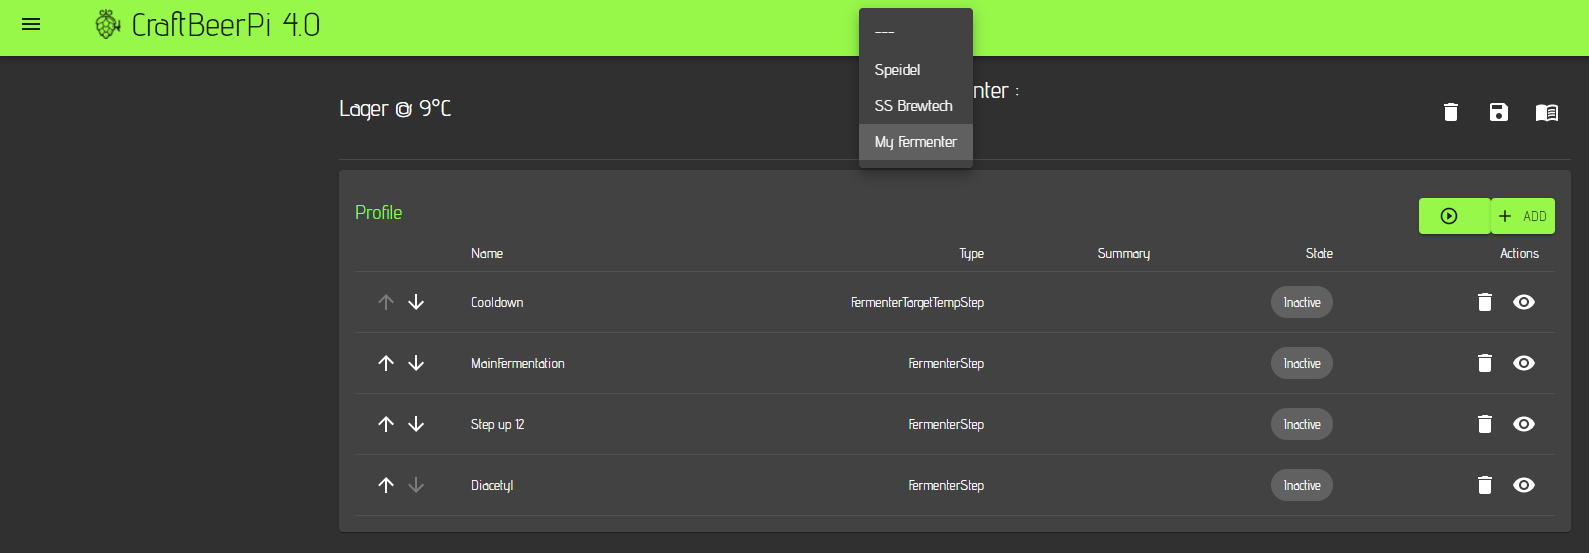 CraftBeerPi 4.0
---
Speidel
SS Brewtech
My Fermenter
nter :
Lager @ 9°C
Profile
ADD
Name Type Summary State Actions
Cooldown FermenterTargetTempStep Inactive
MainFermentation FermenterStep Inactive
Step up 12 FermenterStep Inactive
Diacetyl FermenterStep Inactive